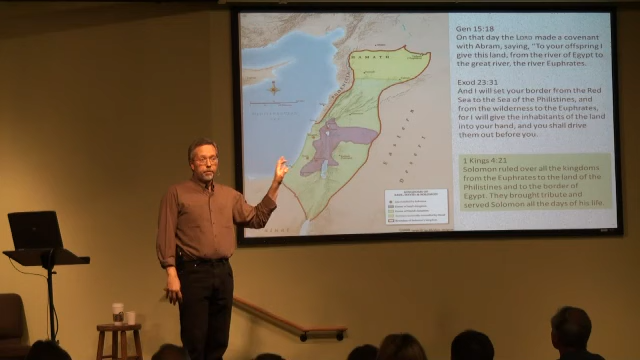 HAMATH
Gen 15:18
On that day the LORD made a covenant
with Abram, saying, "To your offspring I
give this land, from the river of Egypt to
the great river, the river Euphrates.
Exod 23:31
And I will set your border from the Red
Sea to the Sea of the Philistines, and
from the wilderness to the Euphrates,
for I will give the inhabitants of the land
into your hand, and you shall drive
them out before you.
1 Kings 4:21
Solomon ruled over all the kingdoms
from the Euphrates to the land of the
Philistines and to the border of
Egypt. They brought tribute and
served Solomon all the days of his life.